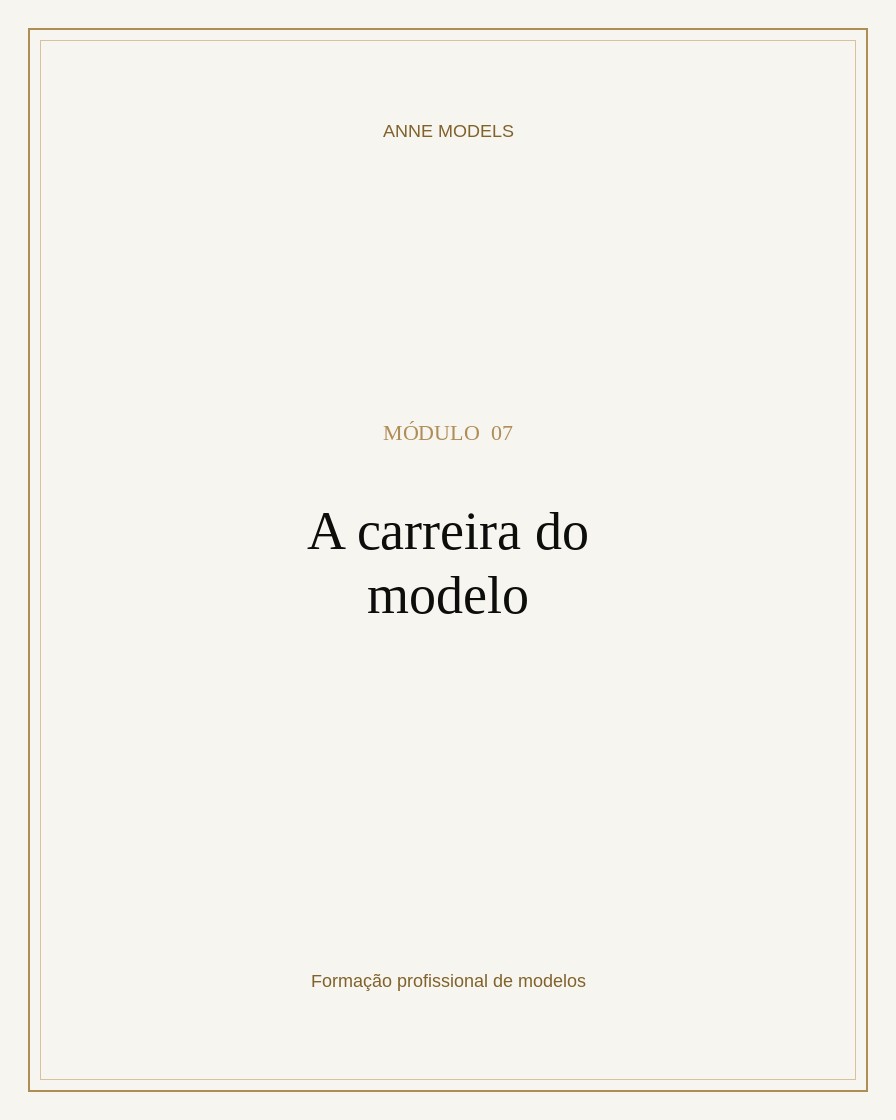 ANNE MODELS
MÓDULO 07
A carreira do
modelo
Formação profissional de modelos